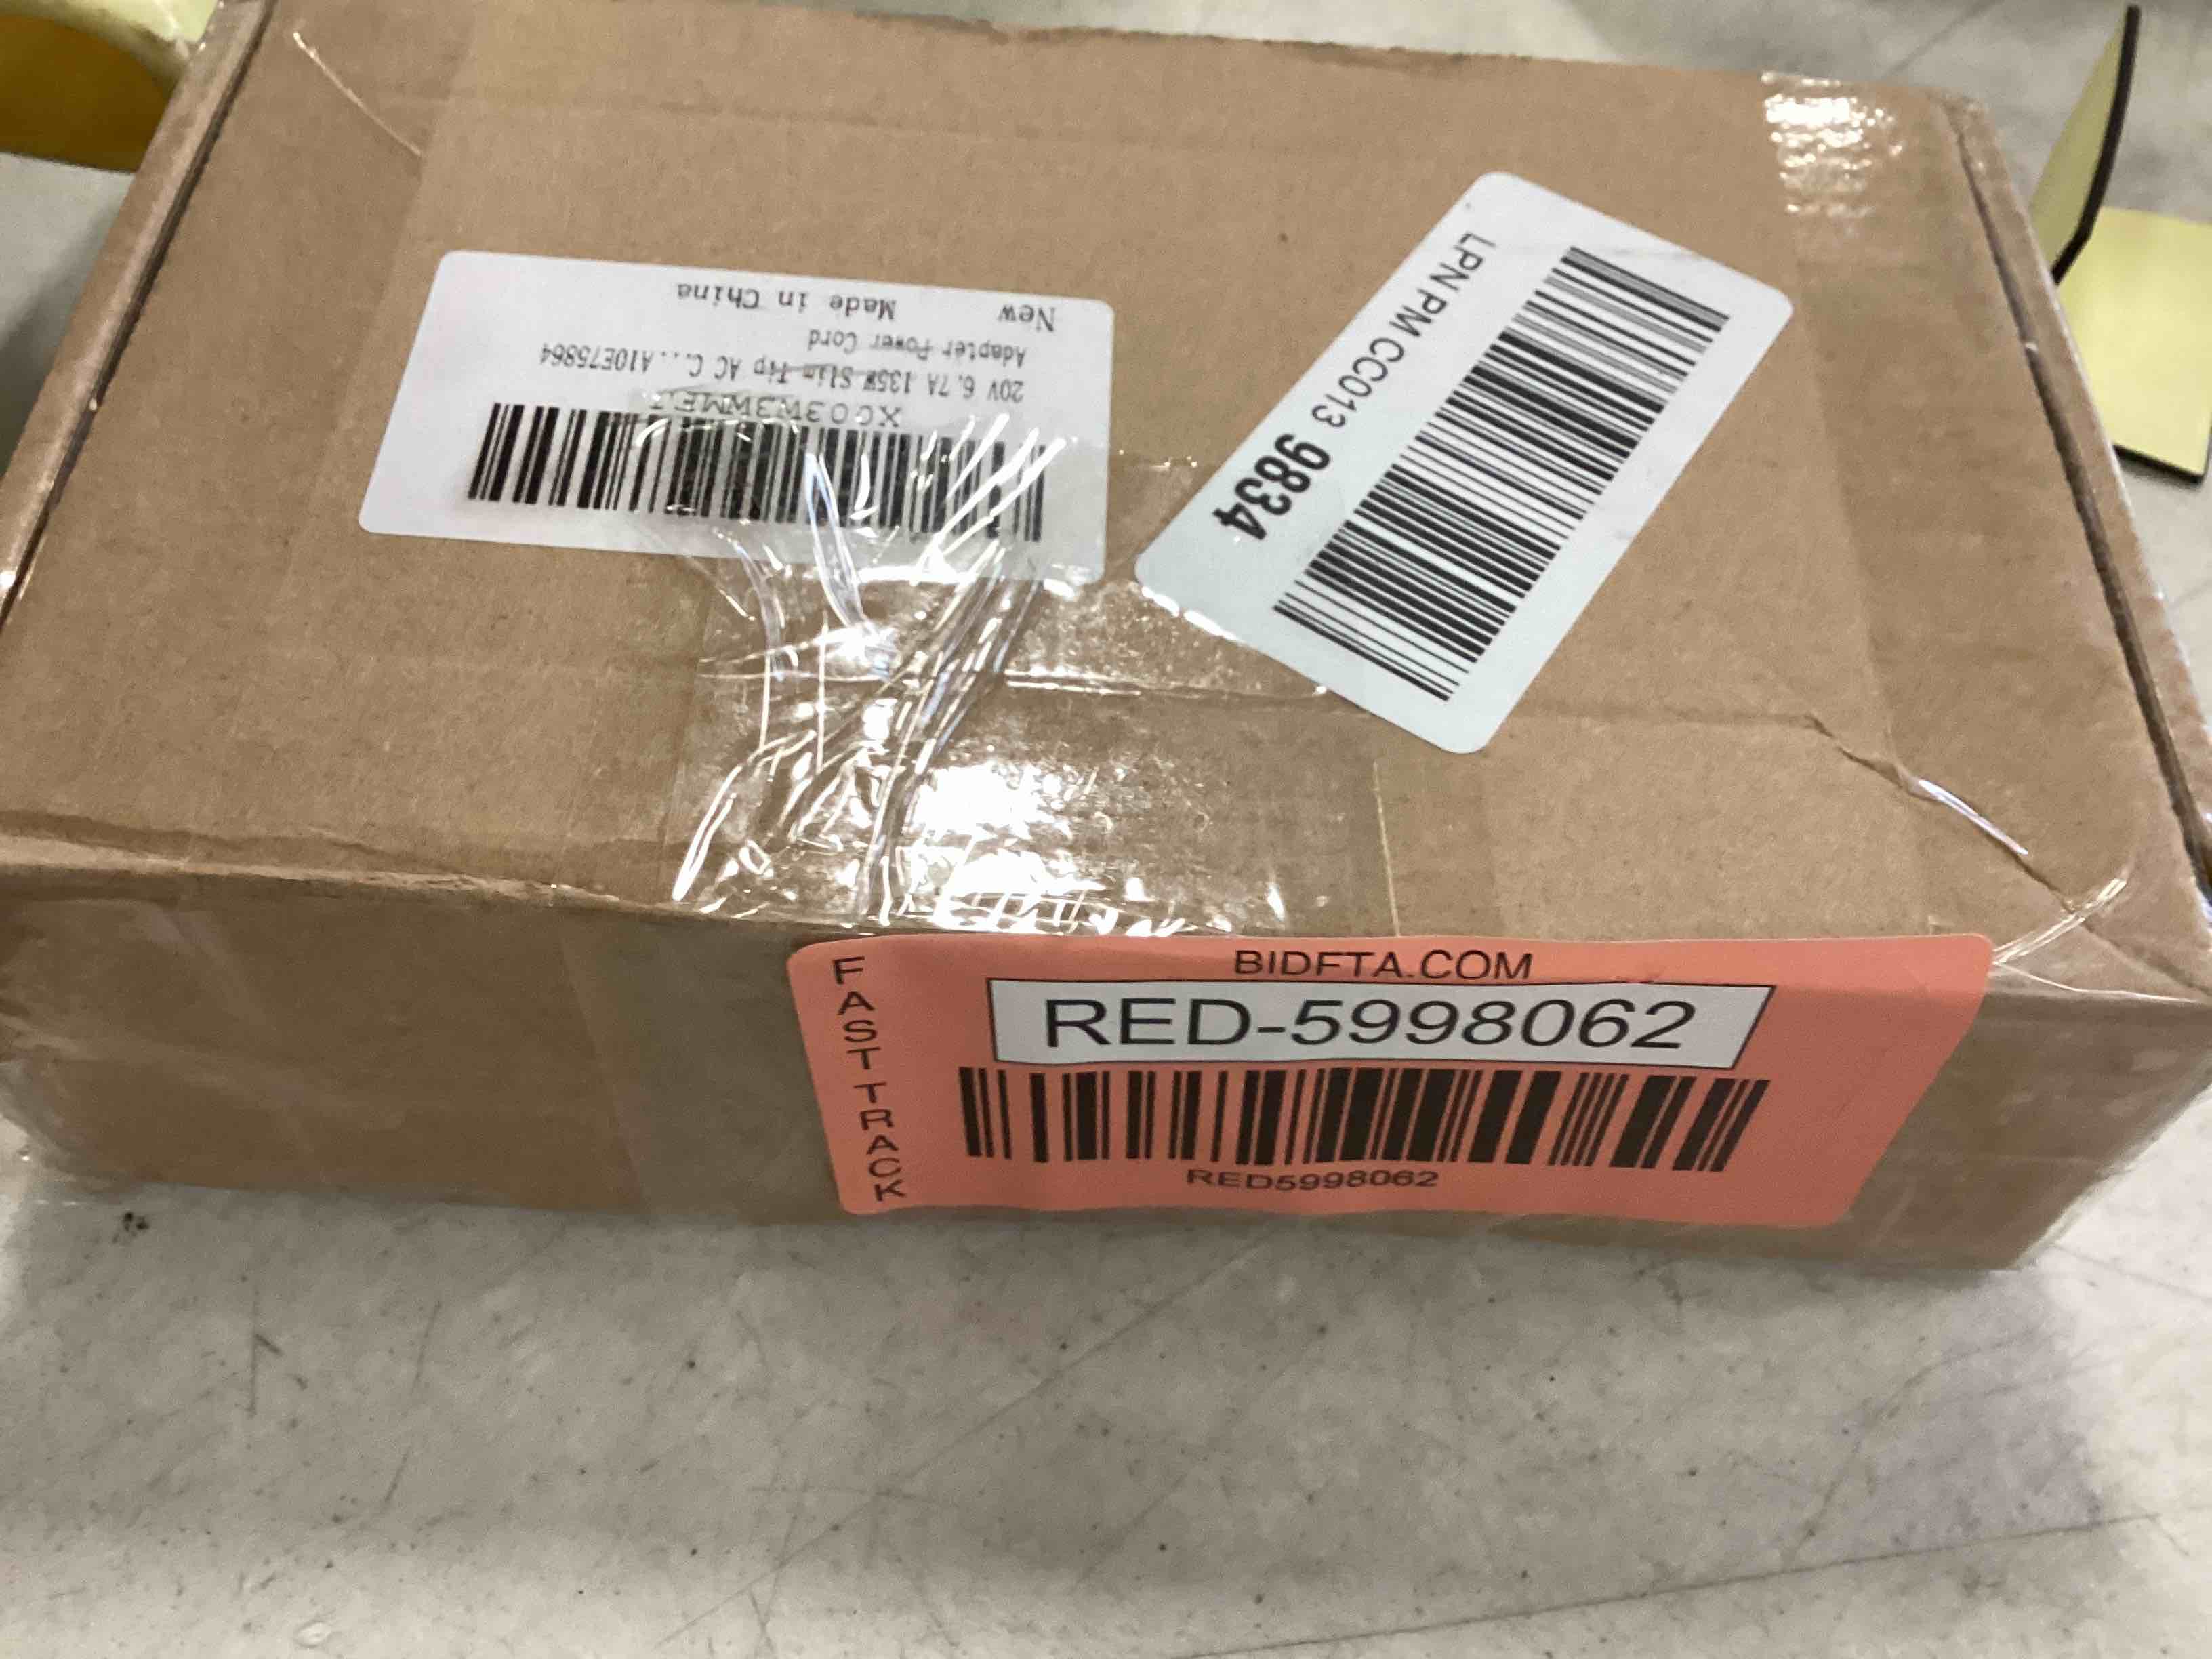 20V 6.7A 135W Slim Tip AC C...A10E75864
Adapter Power Cord
New Made in China
LPN PM CC013 9834
FAST TRACK
BIDFTA.COM
RED-5998062
RED5998062